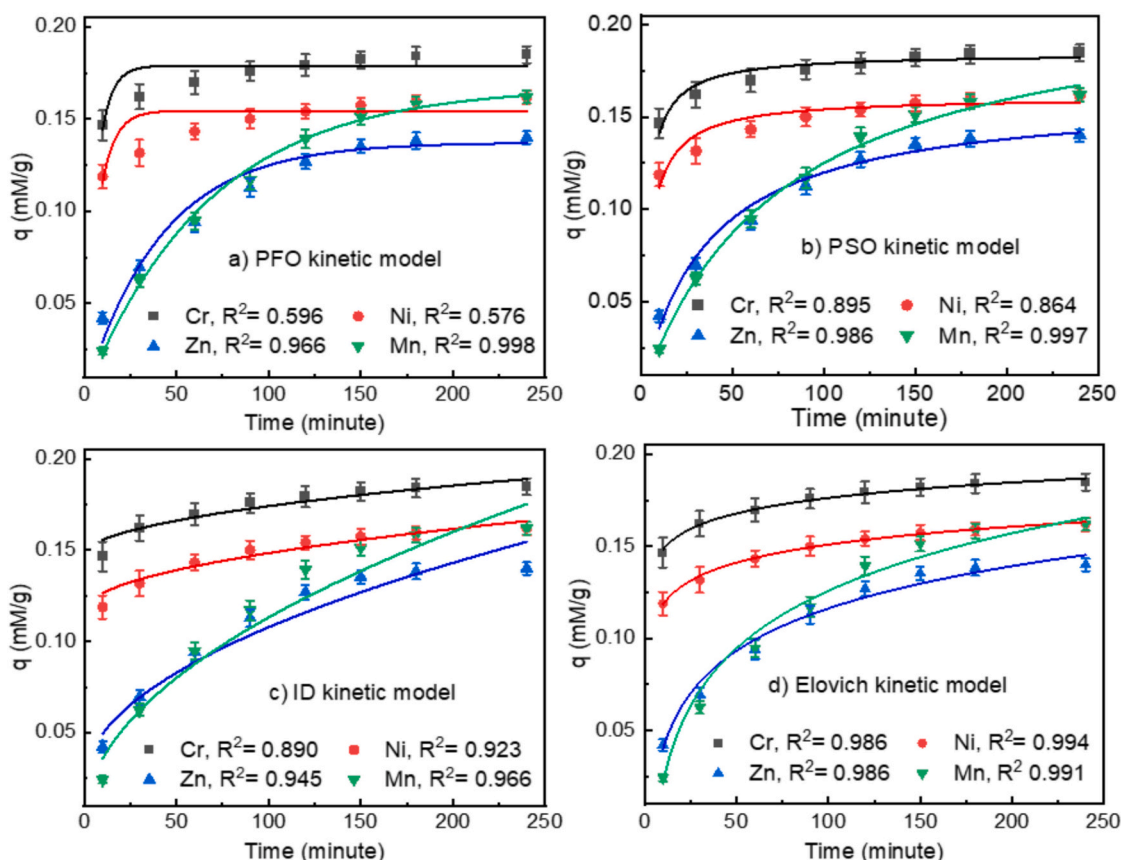 0.20
0.15
0.10
0.05
q (mM/g)
a) PFO kinetic model
Cr, R²= 0.596 Ni, R²= 0.576
Zn, R²= 0.966 Mn, R²= 0.998
0 50 100 150 200 250
Time (minute)
0.20
0.15
0.10
0.05
q (mM/g)
b) PSO kinetic model
Cr, R²= 0.895 Ni, R²= 0.864
Zn, R²= 0.986 Mn, R²= 0.997
0 50 100 150 200 250
Time (minute)
0.20
0.15
0.10
0.05
q (mM/g)
c) ID kinetic model
Cr, R²= 0.890 Ni, R²= 0.923
Zn, R²= 0.945 Mn, R²= 0.966
0 50 100 150 200 250
Time (minute)
0.20
0.15
0.10
0.05
q (mM/g)
d) Elovich kinetic model
Cr, R²= 0.986 Ni, R²= 0.994
Zn, R²= 0.986 Mn, R² 0.991
0 50 100 150 200 250
Time (minute)